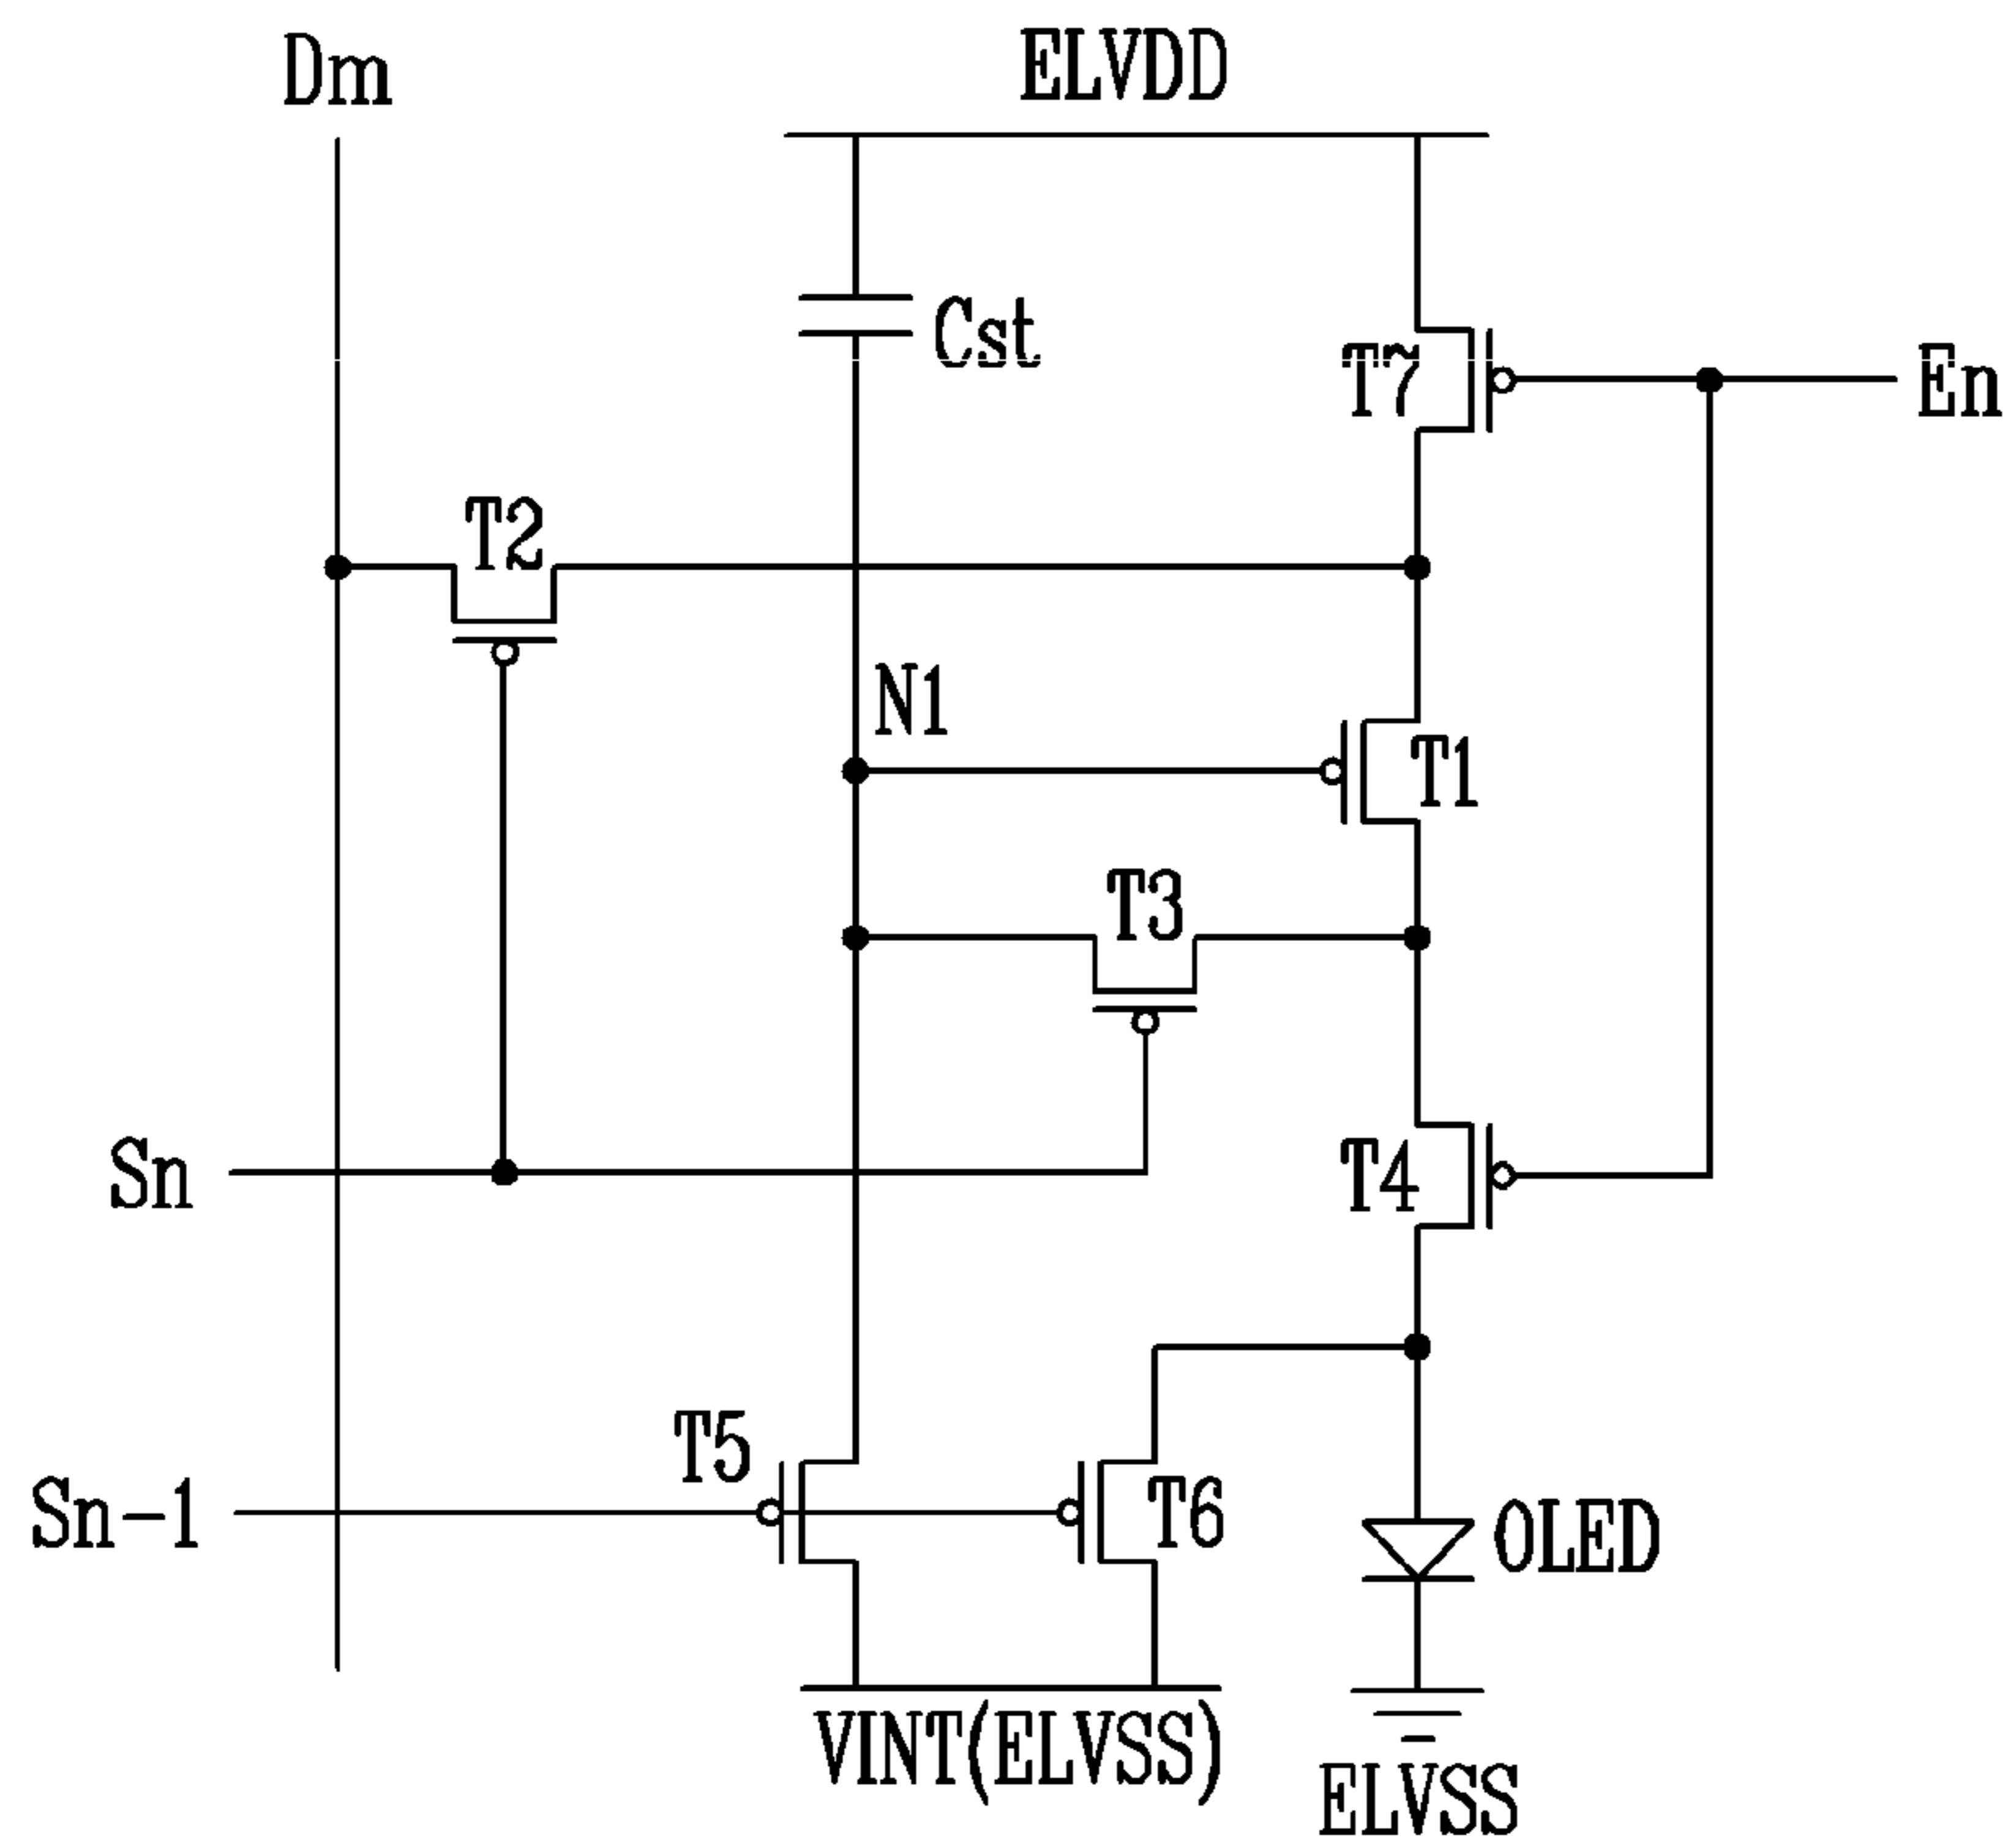 Dm
ELVDD
Cst
T7
En
T2
N1
T1
T3
Sn
T4
T5
Sn-1
T6
OLED
VINT(ELVSS)
ELVSS